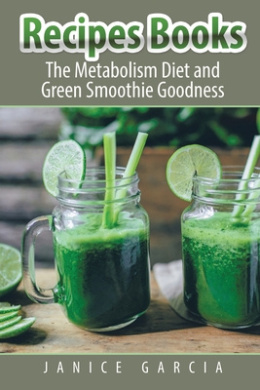 Recipes Books
The Metabolism Diet and
Green Smoothie Goodness
JANICE GARCIA